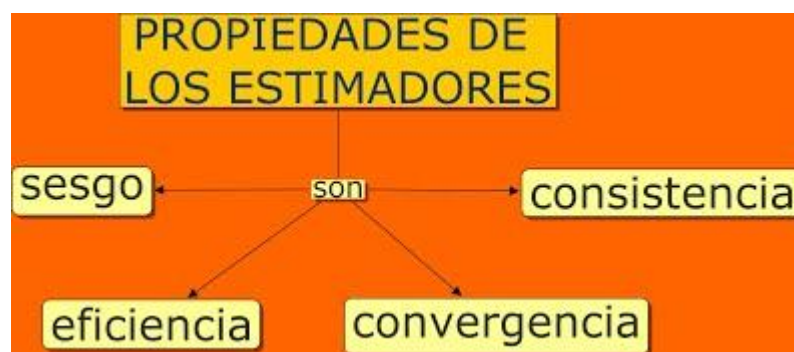 PROPIEDADES DE
LOS ESTIMADORES
sesgo
son
consistencia
eficiencia
convergencia